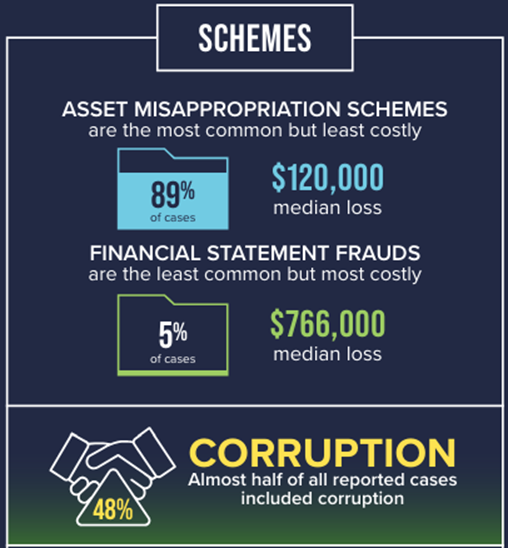 SCHEMES
ASSET MISAPPROPRIATION SCHEMES
are the most common but least costly
89%
of cases
$120,000
median loss
FINANCIAL STATEMENT FRAUDS
are the least common but most costly
5%
of cases
$766,000
median loss
CORRUPTION
Almost half of all reported cases
included corruption
48%